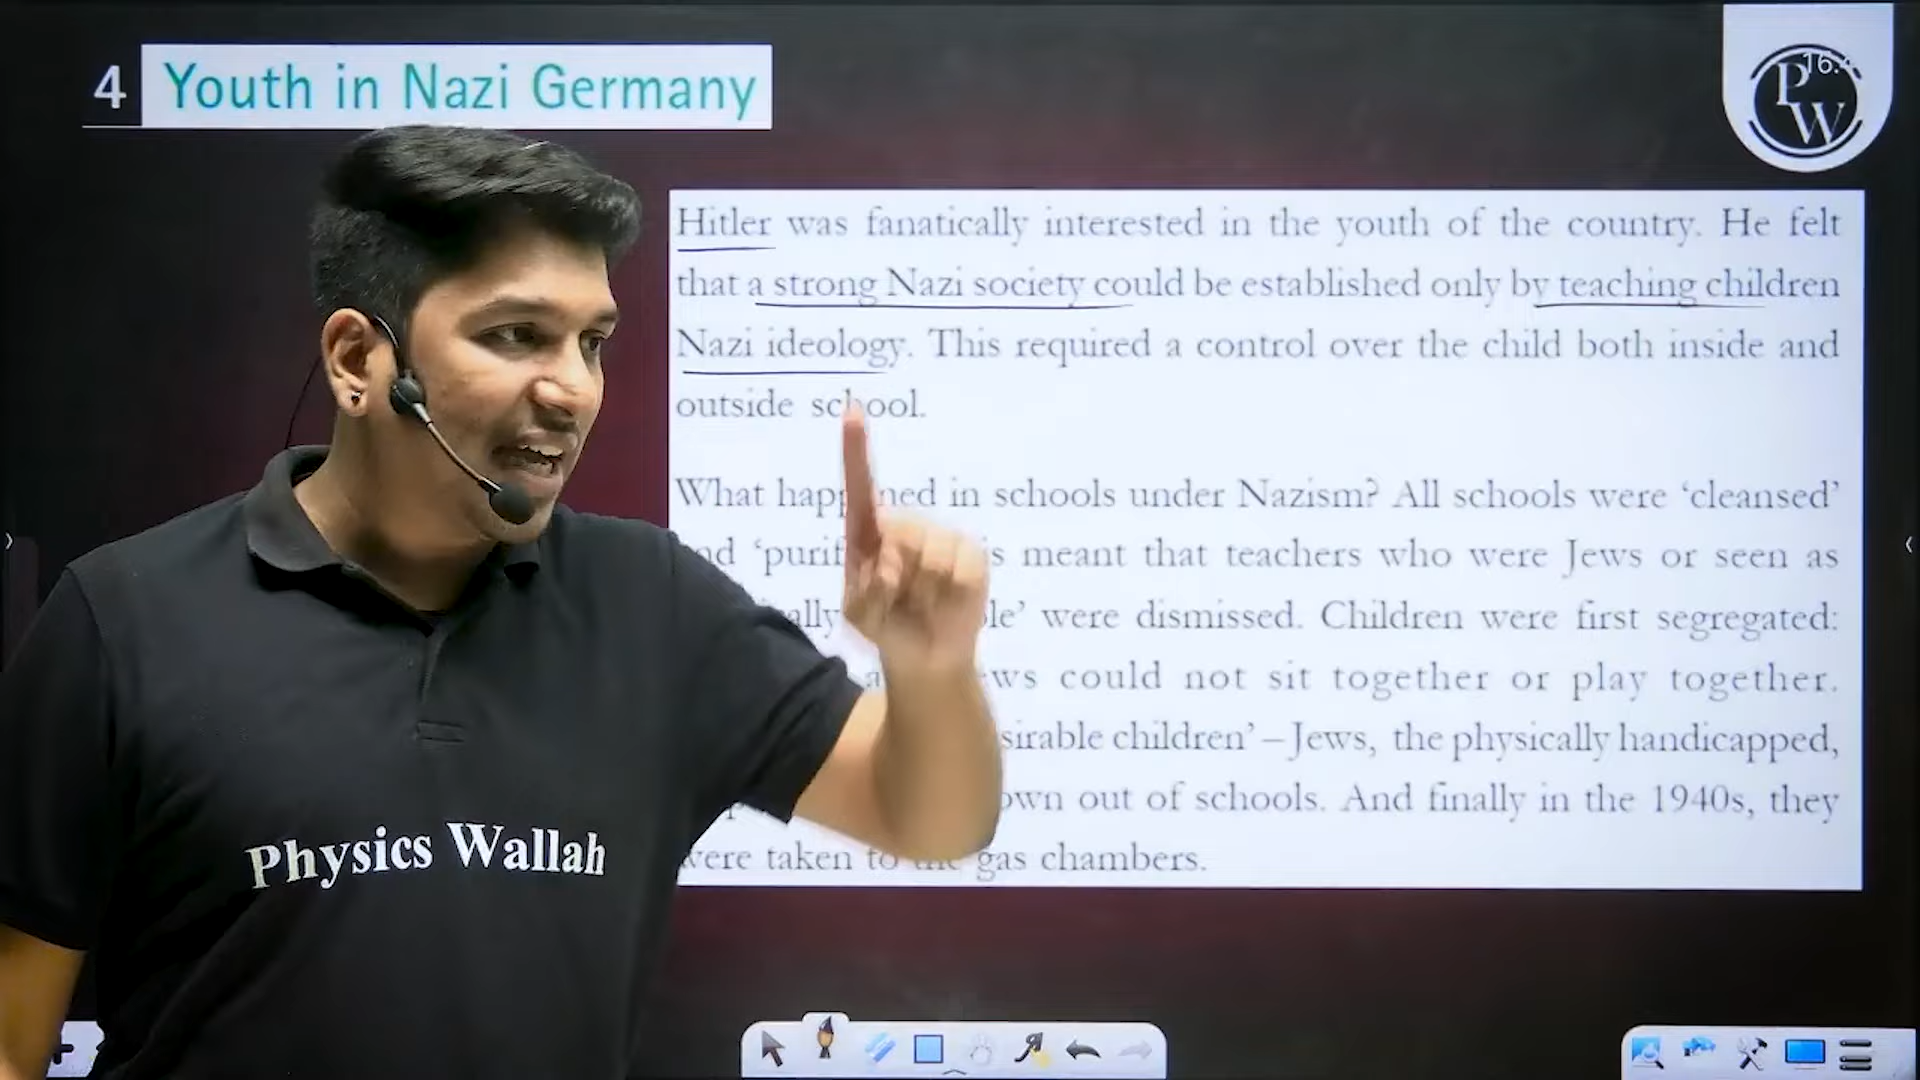 4 Youth in Nazi Germany
16.
P
W
Hitler was fanatically interested in the youth of the country. He felt
that a strong Nazi society could be established only by teaching children
Nazi ideology. This required a control over the child both inside and
outside school.
What happened in schools under Nazism? All schools were ‘cleansed’
meant that teachers who were Jews or seen as
were dismissed. Children were first segregated:
could not sit together or play together.
children’ – Jews, the physically handicapped,
out of schools. And finally in the 1940s, they
were taken to the gas chambers.
Physics Wallah